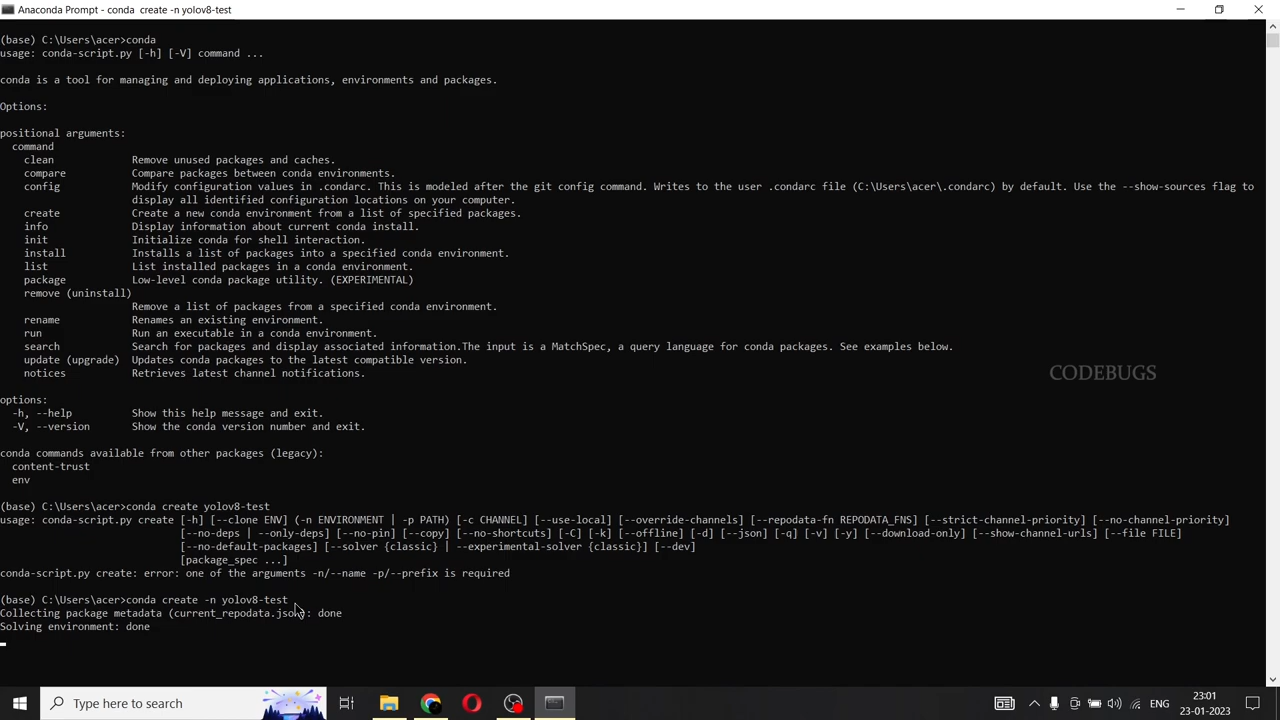 Anaconda Prompt - conda  create -n yolov8-test
(base) C:\Users\acer>conda
usage: conda-script.py [-h] [-V] command ...
conda is a tool for managing and deploying applications, environments and packages.
Options:
positional arguments:
command
clean Remove unused packages and caches.
compare Compare packages between conda environments.
config Modify configuration values in .condarc. This is modeled after the git config command. Writes to the user .condarc file (C:\Users\acer\.condarc) by default. Use the --show-sources flag to
display all identified configuration locations on your computer.
create Create a new conda environment from a list of specified packages.
info Display information about current conda install.
init Initialize conda for shell interaction.
install Installs a list of packages into a specified conda environment.
list List installed packages in a conda environment.
package Low-level conda package utility. (EXPERIMENTAL)
remove (uninstall)
Remove a list of packages from a specified conda environment.
rename Renames an existing environment.
run Run an executable in a conda environment.
search Search for packages and display associated information.The input is a MatchSpec, a query language for conda packages. See examples below.
update (upgrade) Updates conda packages to the latest compatible version.
notices Retrieves latest channel notifications.
CODEBUGS
options:
-h, --help Show this help message and exit.
-V, --version Show the conda version number and exit.
conda commands available from other packages (legacy):
content-trust
env
(base) C:\Users\acer>conda create yolov8-test
usage: conda-script.py create [-h] [--clone ENV] (-n ENVIRONMENT | -p PATH) [-c CHANNEL] [--use-local] [--override-channels] [--repodata-fn REPODATA_FNS] [--strict-channel-priority] [--no-channel-priority]
[--no-deps | --only-deps] [--no-pin] [--copy] [--no-shortcuts] [-C] [-k] [--offline] [-d] [--json] [-q] [-v] [-y] [--download-only] [--show-channel-urls] [--file FILE]
[--no-default-packages] [--solver {classic} | --experimental-solver {classic}] [--dev]
[package_spec ...]
conda-script.py create: error: one of the arguments -n/--name -p/--prefix is required
(base) C:\Users\acer>conda create -n yolov8-test
Collecting package metadata (current_repodata.json): done
Solving environment: done
Type here to search
ENG
23:01
23-01-2023